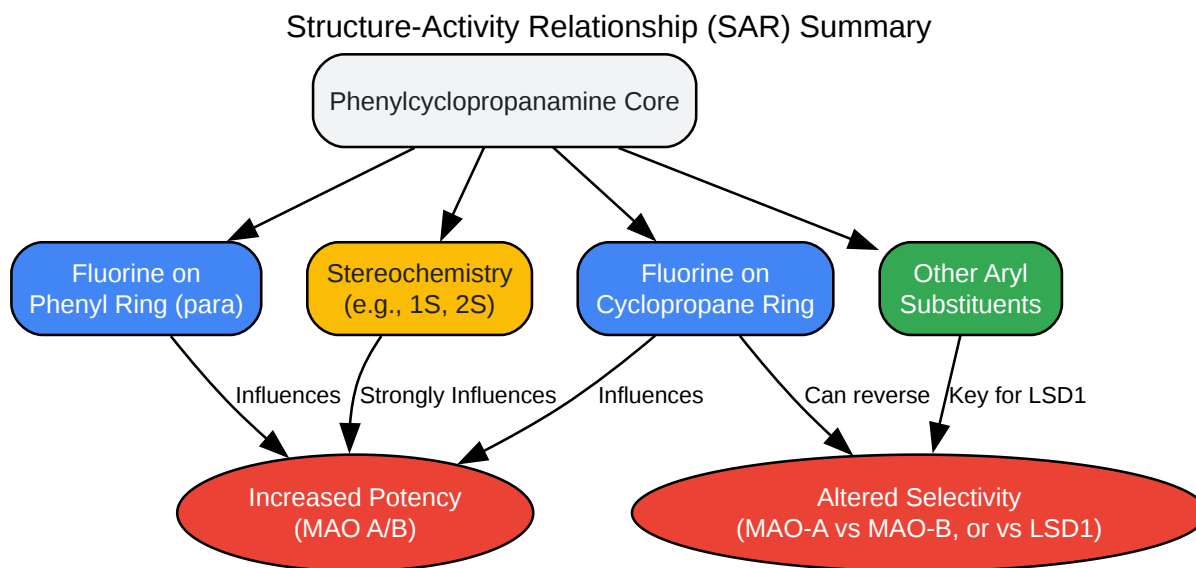 Structure-Activity Relationship (SAR) Summary
Phenylcyclopropanamine Core
Fluorine on
Phenyl Ring (para)
Stereochemistry
(e.g., 1S, 2S)
Fluorine on
Cyclopropane Ring
Other Aryl
Substituents
Influences
Strongly Influences
Influences
Can reverse
Key for LSD1
Increased Potency
(MAO A/B)
Altered Selectivity
(MAO-A vs MAO-B, or vs LSD1)